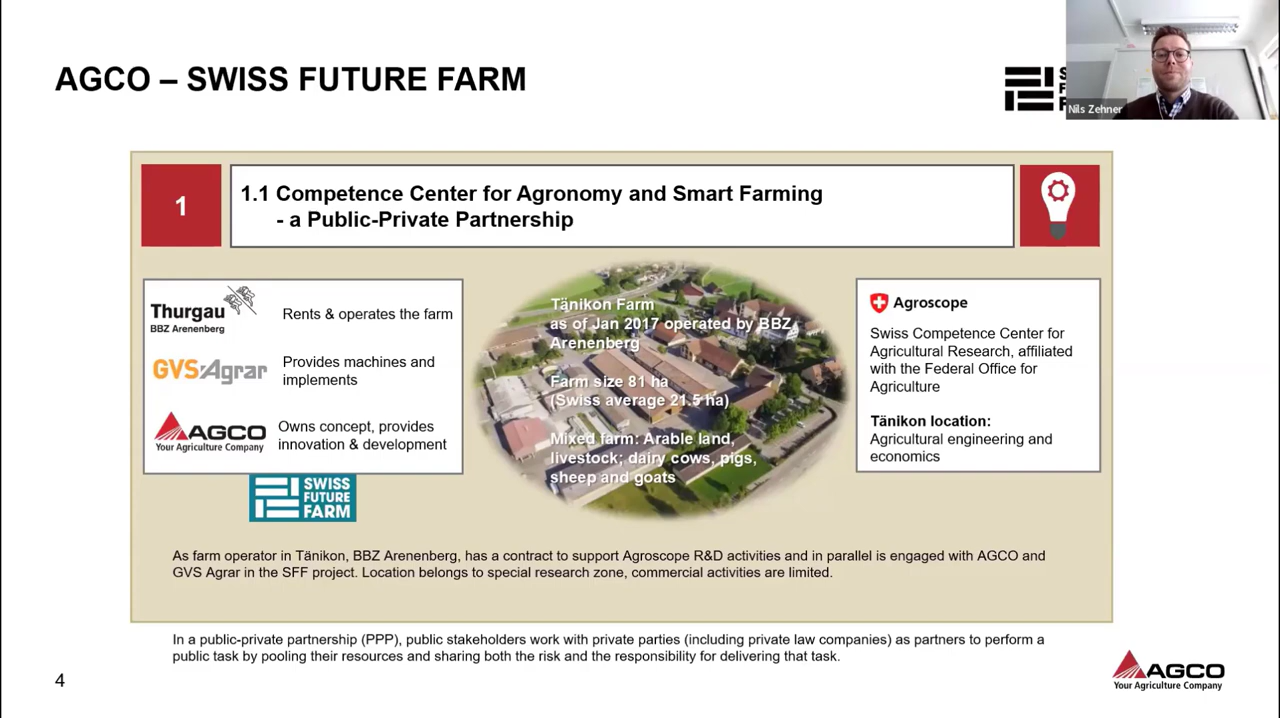 AGCO – SWISS FUTURE FARM
Nils Zehner
1
1.1 Competence Center for Agronomy and Smart Farming
- a Public-Private Partnership
Thurgau
BBZ Arenenberg
Rents & operates the farm
GVS Agrar
Provides machines and
implements
AGCO
Your Agriculture Company
Owns concept, provides
innovation & development
SWISS
FUTURE
FARM
Tänikon Farm
as of Jan 2017 operated by BBZ
Arenenberg
Farm size 81 ha
(Swiss average 21.5 ha)
Mixed farm: Arable land,
livestock; dairy cows, pigs,
sheep and goats
Agroscope
Swiss Competence Center for
Agricultural Research, affiliated
with the Federal Office for
Agriculture
Tänikon location:
Agricultural engineering and
economics
As farm operator in Tänikon, BBZ Arenenberg, has a contract to support Agroscope R&D activities and in parallel is engaged with AGCO and
GVS Agrar in the SFF project. Location belongs to special research zone, commercial activities are limited.
In a public-private partnership (PPP), public stakeholders work with private parties (including private law companies) as partners to perform a
public task by pooling their resources and sharing both the risk and the responsibility for delivering that task.
4
AGCO
Your Agriculture Company